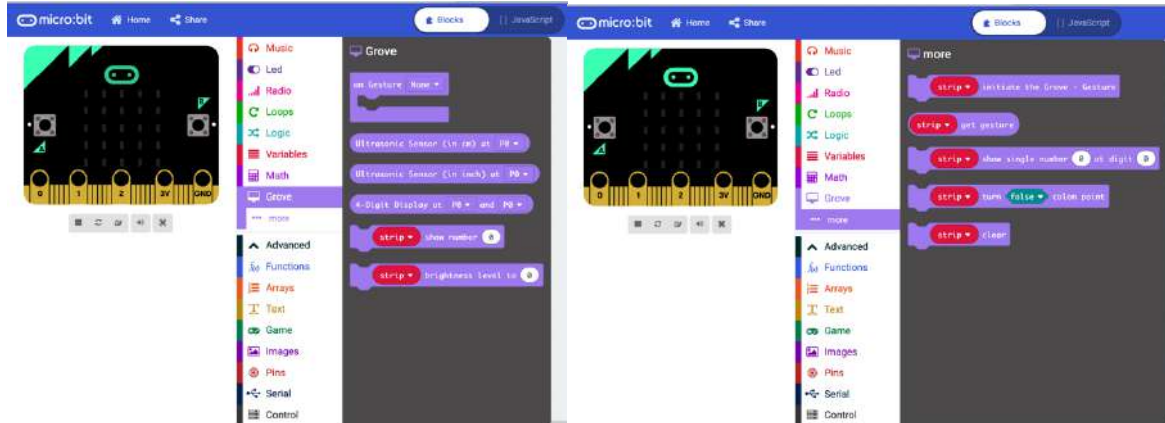 micro:bit Home Share Blocks JavaScript
Music
Led
Radio
Loops
Logic
Variables
Math
Grove
more
Advanced
Functions
Arrays
Text
Game
Images
Pins
Serial
Control
Grove
on Gesture None
Ultrasonic Sensor (in cm) at P0
Ultrasonic Sensor (in inch) at P0
4-Digit Display at P0 and P0
strip show number 0
strip brightness level to 0
0 1 2 3V GND
A
B
micro:bit Home Share Blocks JavaScript
Music
Led
Radio
Loops
Logic
Variables
Math
Grove
more
Advanced
Functions
Arrays
Text
Game
Images
Pins
Serial
Control
more
strip initiate the Grove - Gesture
strip get gesture
strip show single number 0 at digit 0
strip turn false colon point
strip clear
0 1 2 3V GND
A
B